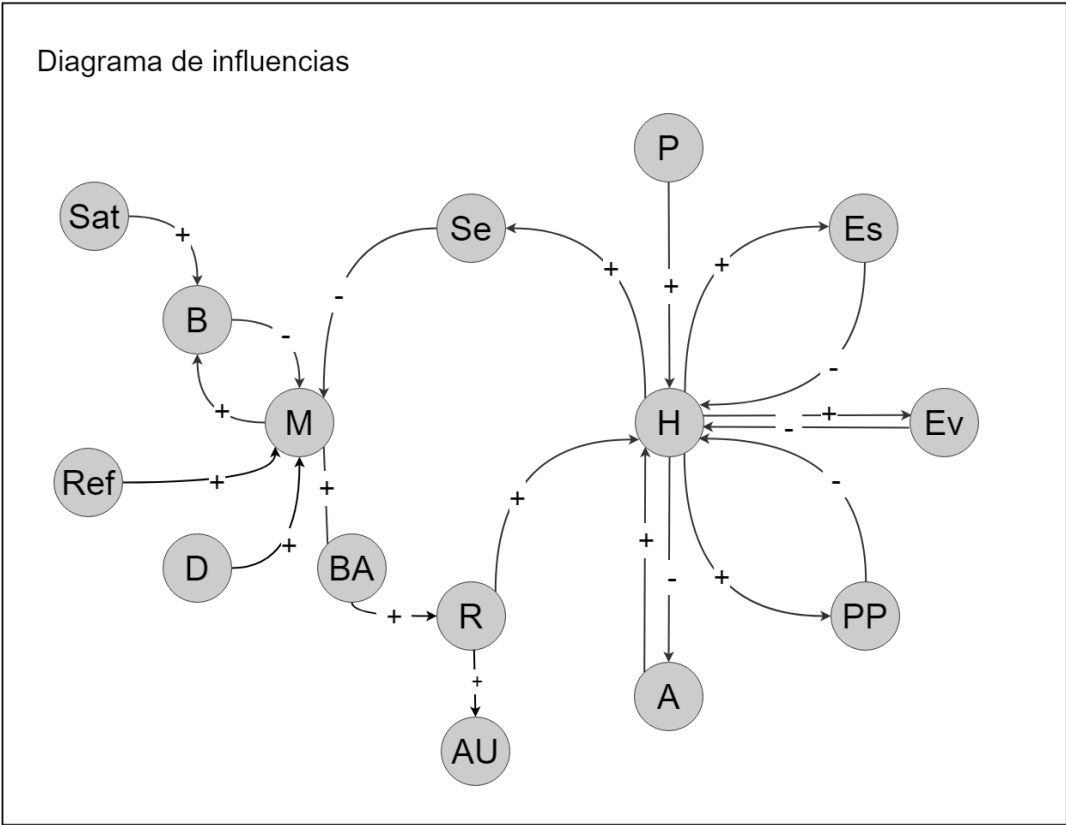 Diagrama de influencias
P
Sat
Se
Es
+
+
+
+
B
-
-
-
+
M
H
+
-
Ev
Ref
+
+
+
-
+
+
D
BA
-
+
+
R
PP
+
A
AU